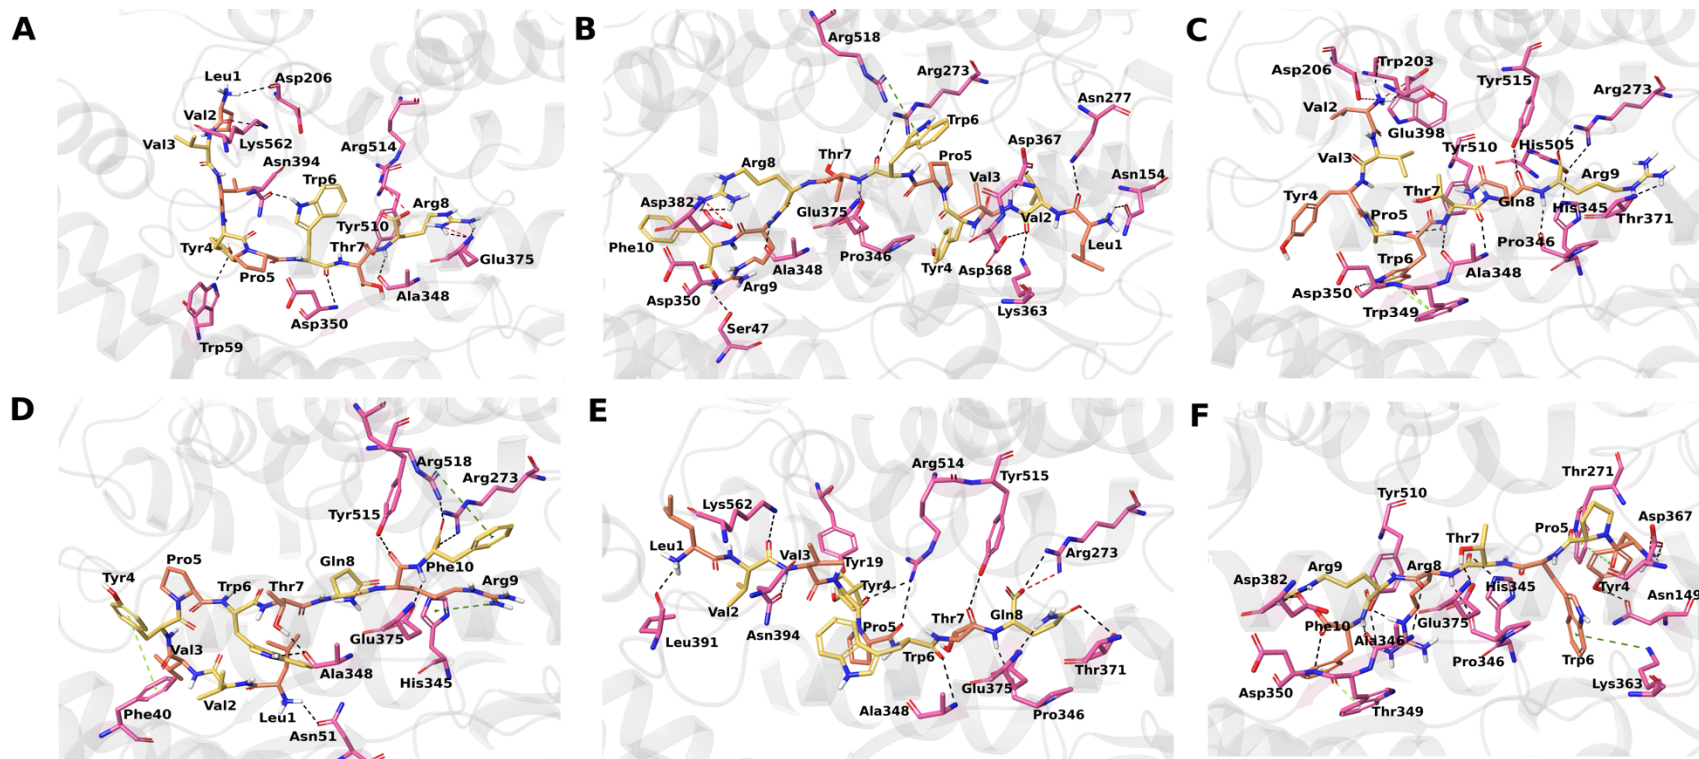 A
Leu1
Asp206
Val2
Val3
Lys562
Asn394
Arg514
Trp6
Arg8
Tyr510
Tyr4
Thr7
Pro5
Glu375
Ala348
Asp350
Trp59
B
Arg518
Arg273
Asn277
Trp6
Asp367
Arg8
Thr7
Pro5
Asn154
Val3
Asp382
Glu375
Val2
Phe10
Leu1
Ala348
Pro346
Tyr4
Asp368
Asp350
Arg9
Lys363
Ser47
C
Trp203
Asp206
Tyr515
Arg273
Val2
Glu398
Val3
Tyr510
His505
Arg9
Tyr4
Thr7
Gln8
His345
Pro5
Thr371
Pro346
Trp6
Ala348
Asp350
Trp349
D
Arg518
Arg273
Tyr515
Pro5
Gln8
Tyr4
Trp6
Thr7
Phe10
Arg9
Glu375
Val3
Ala348
His345
Val2
Phe40
Leu1
Asn51
E
Arg514
Tyr515
Lys562
Leu1
Val3
Arg273
Tyr19
Tyr4
Val2
Thr7
Gln8
Asn394
Pro5
Leu391
Trp6
Thr371
Glu375
Ala348
Pro346
F
Thr271
Tyr510
Pro5
Asp367
Thr7
Arg9
Arg8
Asp382
His345
Tyr4
Asn149
Phe10
Glu375
Ala346
Pro346
Trp6
Asp350
Lys363
Thr349